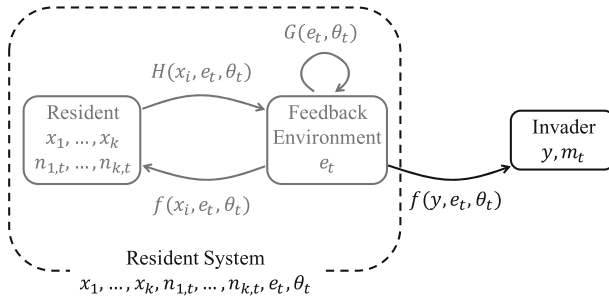 G(e_t, θ_t)
H(x_i, e_t, θ_t)
Resident
x_1, ..., x_k
n_{1,t}, ..., n_{k,t}
Feedback
Environment
e_t
Invader
y, m_t
f(x_i, e_t, θ_t)
f(y, e_t, θ_t)
Resident System
x_1, ..., x_k, n_{1,t}, ..., n_{k,t}, e_t, θ_t